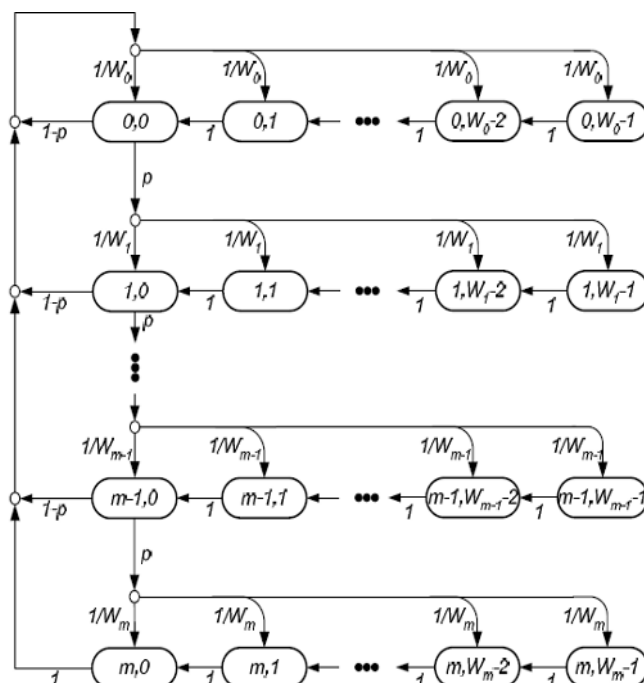 1/W₀ 1/W₀ 1/W₀ 1/W₀
1-p 0,0 1 0,1 ••• 1 0,W₀-2 1 0,W₀-1
p
1/W₁ 1/W₁ 1/W₁ 1/W₁
1-p 1,0 1 1,1 ••• 1 1,W₁-2 1 1,W₁-1
p
1/Wₘ₋₁ 1/Wₘ₋₁ 1/Wₘ₋₁ 1/Wₘ₋₁
1-p m-1,0 1 m-1,1 ••• 1 m-1,Wₘ₋₁-2 1 m-1,Wₘ₋₁-1
p
1/Wₘ 1/Wₘ 1/Wₘ 1/Wₘ
1 m,0 1 m,1 ••• 1 m,Wₘ-2 1 m,Wₘ-1